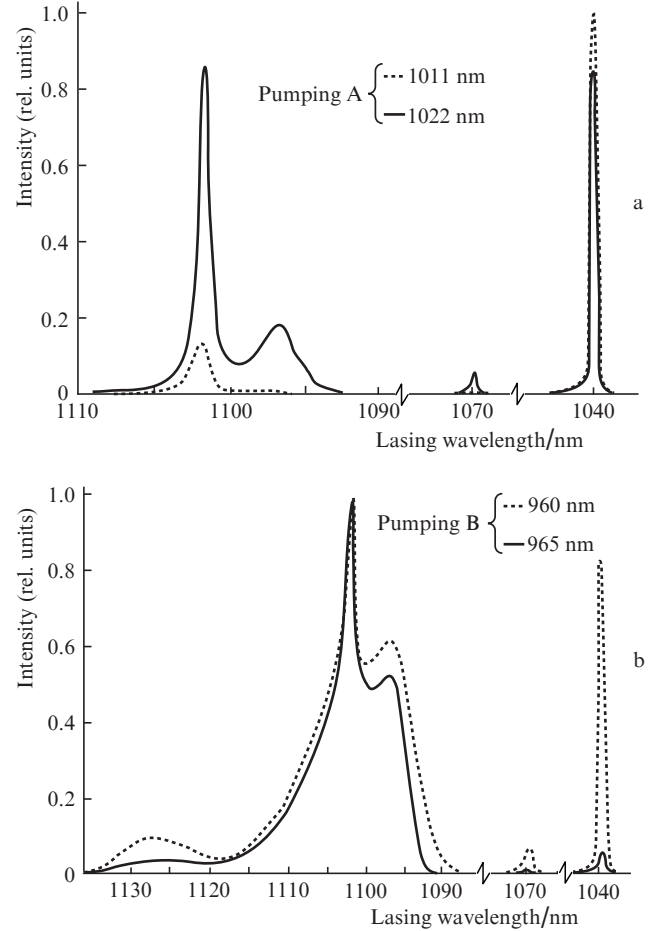 1.0
0.8
0.6
0.4
0.2
0
Intensity (rel. units)
Pumping A
1011 nm
1022 nm
a
1110
1100
1090
1070
1040
Lasing wavelength/nm
1.0
0.8
0.6
0.4
0.2
0
Intensity (rel. units)
Pumping B
960 nm
965 nm
b
1130
1120
1110
1100
1090
1070
1040
Lasing wavelength/nm